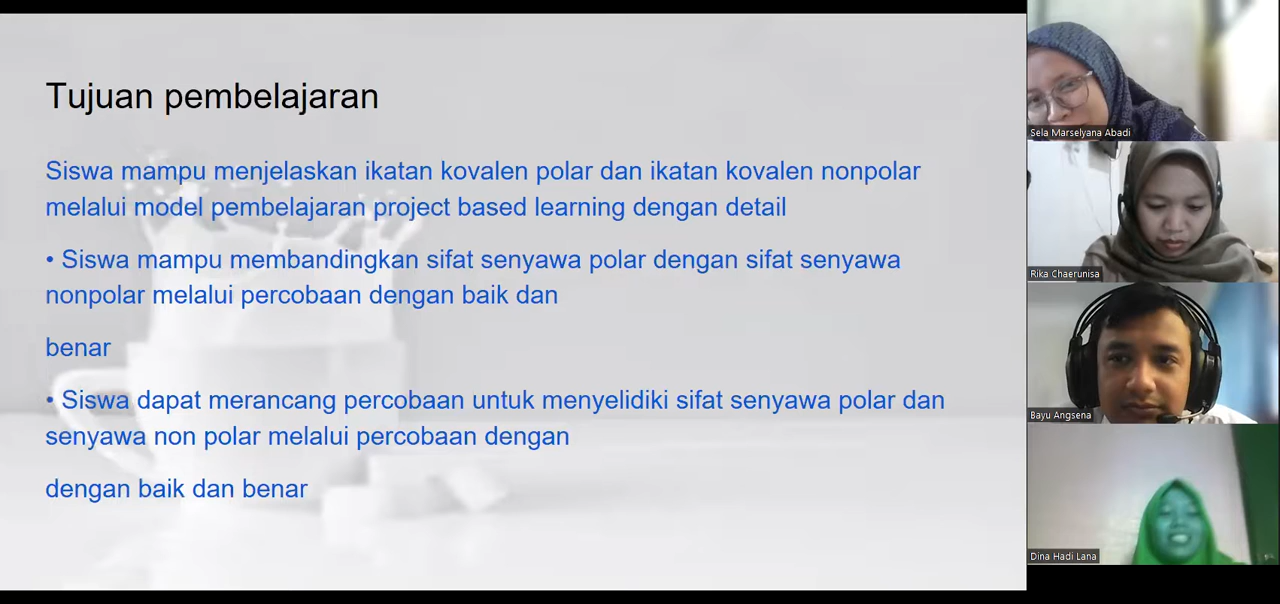 Tujuan pembelajaran
Siswa mampu menjelaskan ikatan kovalen polar dan ikatan kovalen nonpolar
melalui model pembelajaran project based learning dengan detail
• Siswa mampu membandingkan sifat senyawa polar dengan sifat senyawa
nonpolar melalui percobaan dengan baik dan
benar
• Siswa dapat merancang percobaan untuk menyelidiki sifat senyawa polar dan
senyawa non polar melalui percobaan dengan
dengan baik dan benar
Sela Marselyana Abadi
Rika Chaerunisa
Bayu Angsena
Dina Hadi Lana